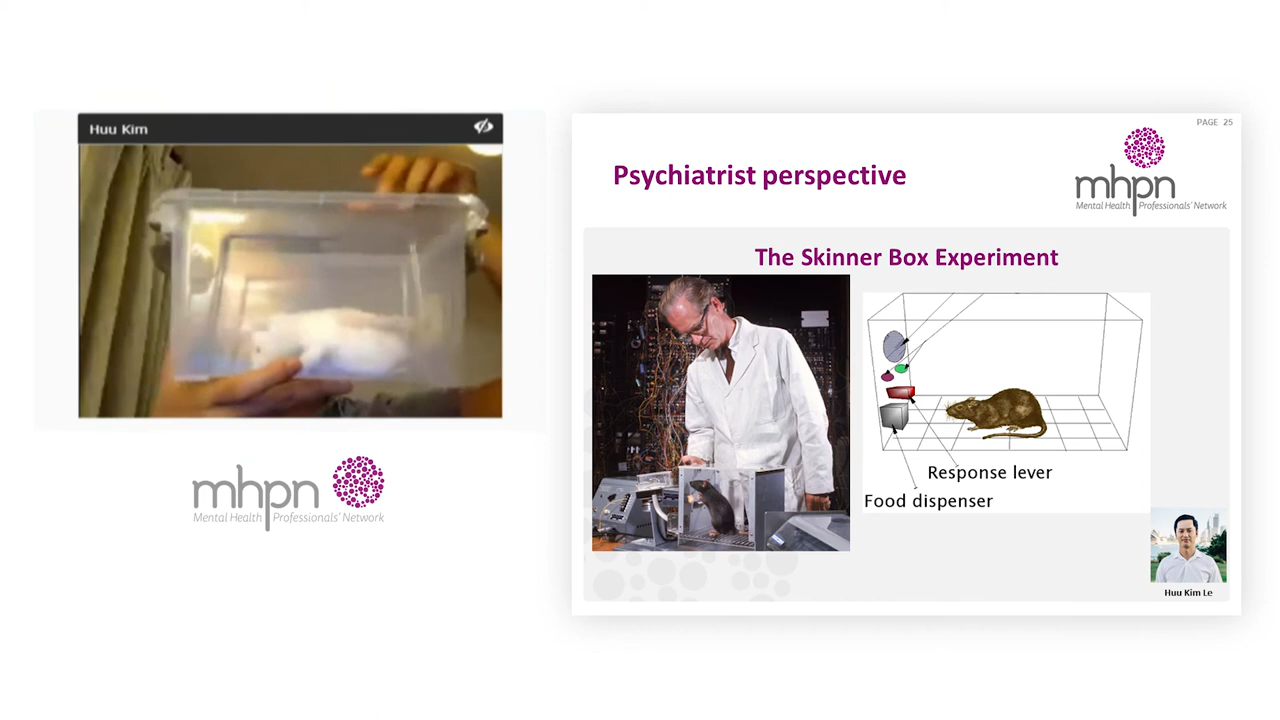 Huu Kim
mhpn
Mental Health Professionals' Network
PAGE 25
Psychiatrist perspective
mhpn
Mental Health Professionals' Network
The Skinner Box Experiment
Response lever
Food dispenser
Huu Kim Le